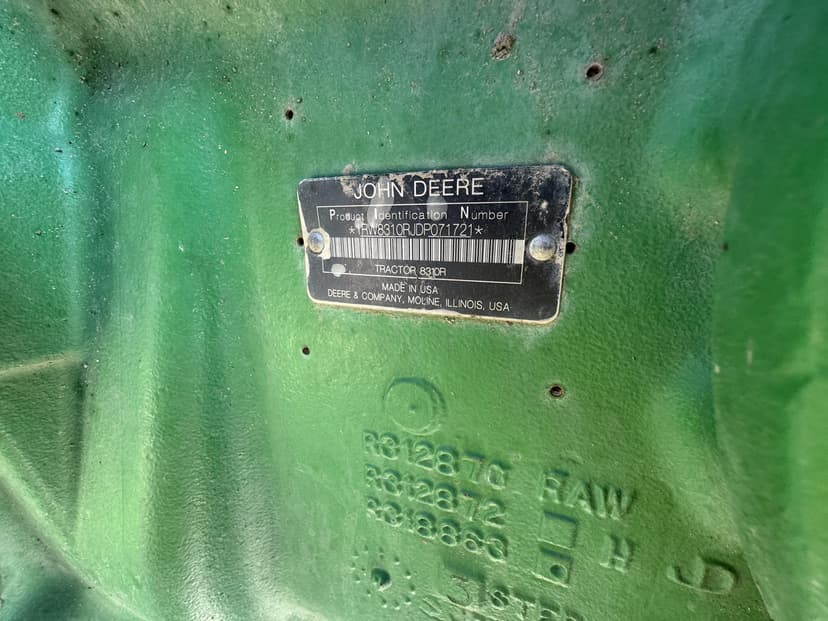 JOHN DEERE
Product Identification Number
*1RW8310RJDP071721*
TRACTOR 8310R
MADE IN USA
DEERE & COMPANY, MOLINE, ILLINOIS, USA
R312870 RAW
R312872
R318863 H JD